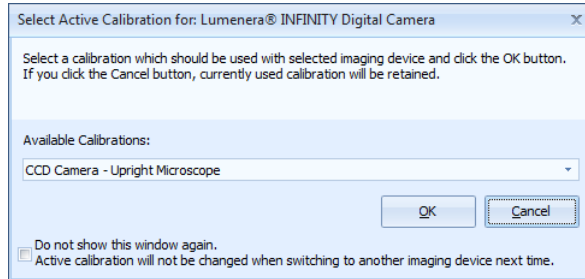 Select Active Calibration for: Lumenera® INFINITY Digital Camera
X
Select a calibration which should be used with selected imaging device and click the OK button.
If you click the Cancel button, currently used calibration will be retained.
Available Calibrations:
CCD Camera - Upright Microscope
OK
Cancel
Do not show this window again.
Active calibration will not be changed when switching to another imaging device next time.